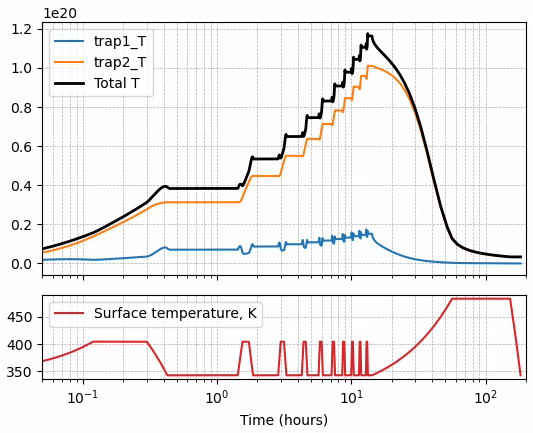 1e20
1.2
1.0
0.8
0.6
0.4
0.2
0.0
trap1_T
trap2_T
Total T
450
400
350
Surface temperature, K
10⁻¹
10⁰
10¹
10²
Time (hours)